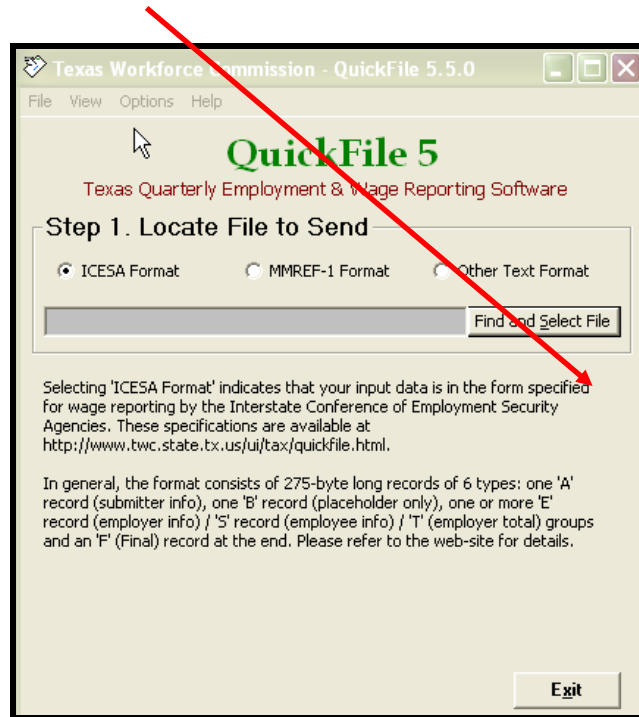 Texas Workforce Commission - QuickFile 5.5.0
File View Options Help
QuickFile 5
Texas Quarterly Employment & Wage Reporting Software
Step 1. Locate File to Send
ICESA Format MMREF-1 Format Other Text Format
Find and Select File
Selecting 'ICESA Format' indicates that your input data is in the form specified
for wage reporting by the Interstate Conference of Employment Security
Agencies. These specifications are available at
http://www.twc.state.tx.us/ui/tax/quickfile.html.
In general, the format consists of 275-byte long records of 6 types: one 'A'
record (submitter info), one 'B' record (placeholder only), one or more 'E'
record (employer info) / 'S' record (employee info) / 'T' (employer total) groups
and an 'F' (Final) record at the end. Please refer to the web-site for details.
Exit